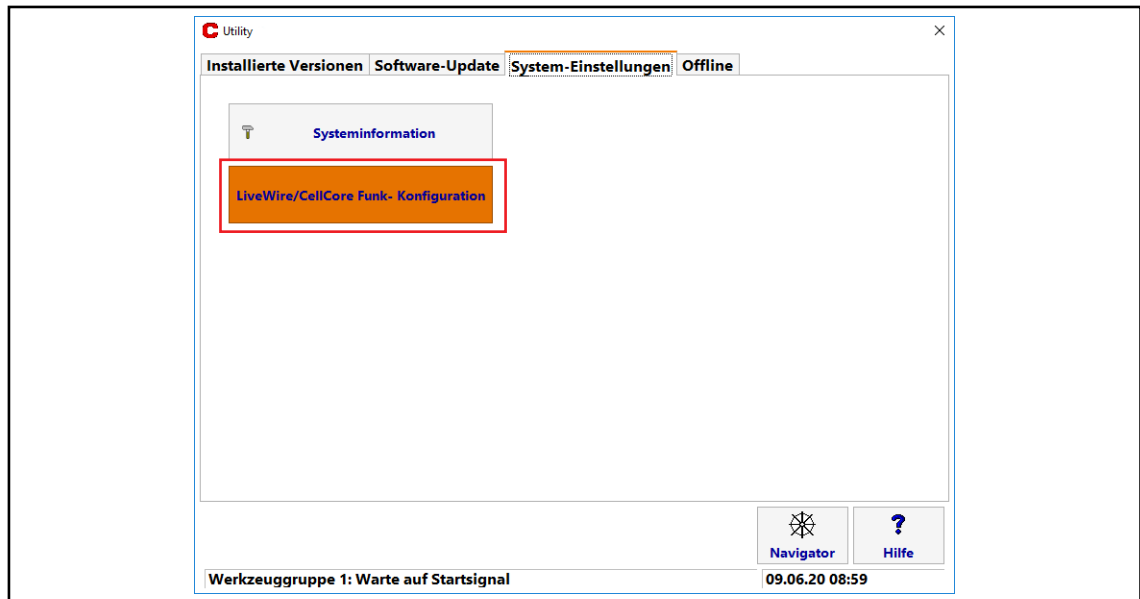 Utility
Installierte Versionen Software-Update System-Einstellungen Offline
Systeminformation
LiveWire/CellCore Funk- Konfiguration
Navigator
?
Hilfe
Werkzeuggruppe 1: Warte auf Startsignal 09.06.20 08:59